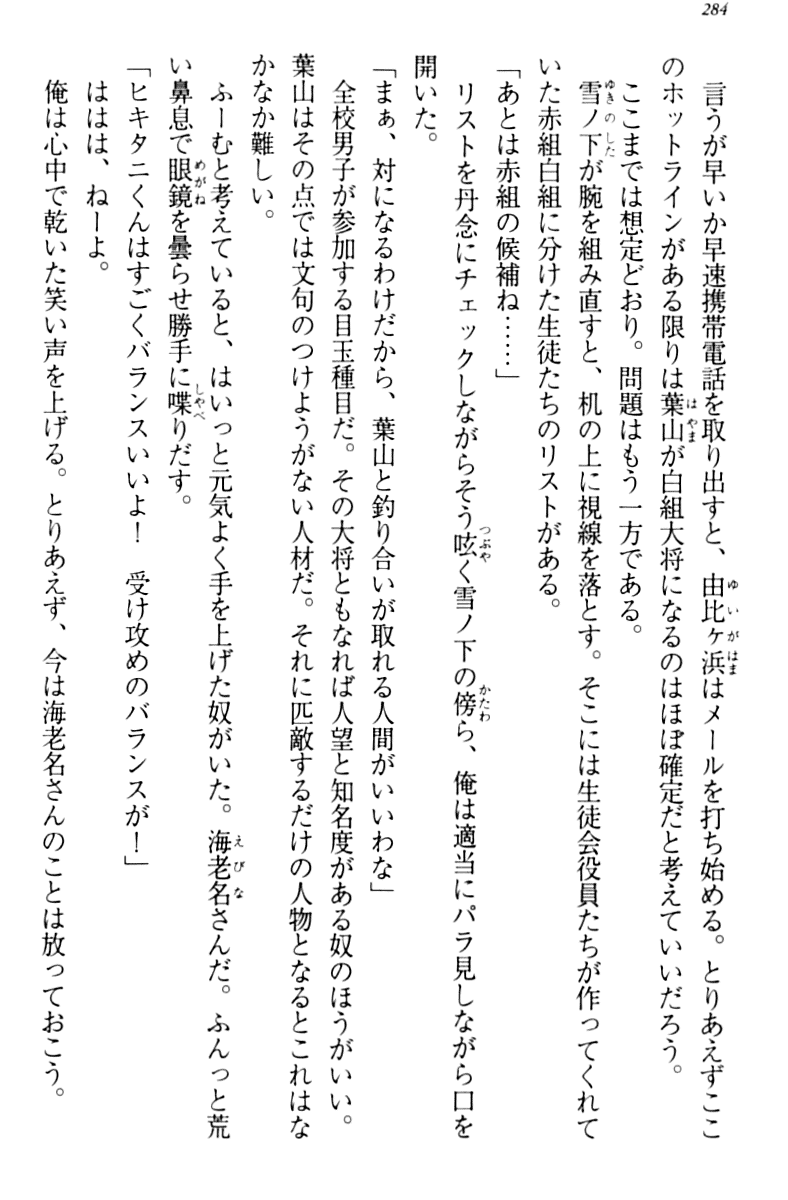 284
言うが早いか早速携帯電話を取り出すと、由比ヶ浜はメールを打ち始める。とりあえずここ
のホットラインがある限りは葉山が白組大将になるのはほぼ確定だと考えていいだろう。
ここまでは想定どおり。問題はもう一方である。
雪ノ下が腕を組み直すと、机の上に視線を落とす。そこには生徒会役員たちが作ってくれて
いた赤組白組に分けた生徒たちのリストがある。
「あとは赤組の候補ね……」
リストを丹念にチェックしながらそう呟く雪ノ下の傍ら、俺は適当にパラ見しながら口を
開いた。
「まぁ、対になるわけだから、葉山と釣り合いが取れる人間がいいわな」
全校男子が参加する目玉種目だ。その大将ともなれば人望と知名度がある奴のほうがいい。
葉山はその点では文句のつけようがない人材だ。それに匹敵するだけの人物となるとこれはな
かなか難しい。
ふーむと考えていると、はいっと元気よく手を上げた奴がいた。海老名さんだ。ふんっと荒
い鼻息で眼鏡を曇らせ勝手に喋りだす。
「ヒキタニくんはすごくバランスいいよ！　受け攻めのバランスが！」
ははは、ねーよ。
俺は心中で乾いた笑い声を上げる。とりあえず、今は海老名さんのことは放っておこう。